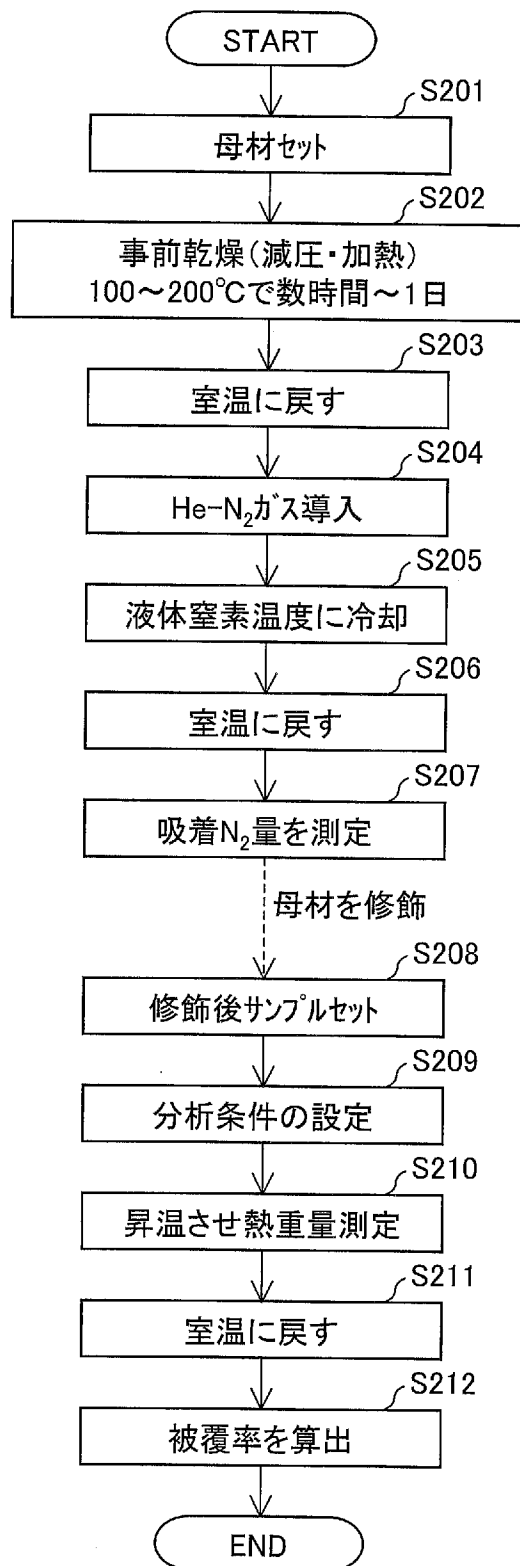 START
S201
母材セット
S202
事前乾燥(減圧・加熱)
100～200℃で数時間～1日
S203
室温に戻す
S204
He-N₂ガス導入
S205
液体窒素温度に冷却
S206
室温に戻す
S207
吸着N₂量を測定
母材を修飾
S208
修飾後サンプルセット
S209
分析条件の設定
S210
昇温させ熱重量測定
S211
室温に戻す
S212
被覆率を算出
END